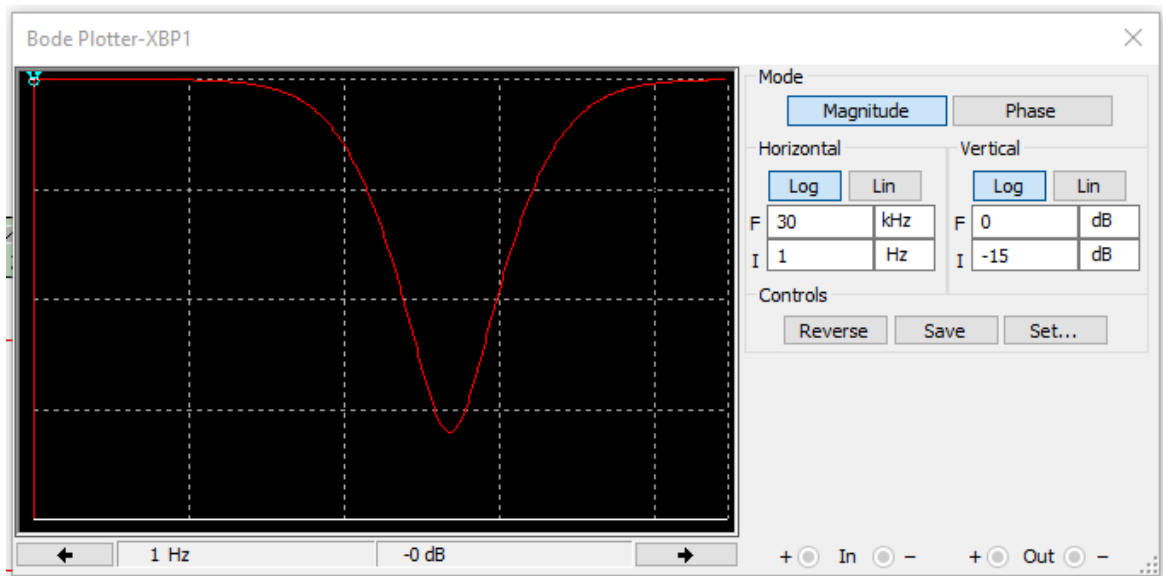 Bode Plotter-XBP1
Mode
Magnitude Phase
Horizontal Vertical
Log Lin Log Lin
F 30 kHz F 0 dB
I 1 Hz I -15 dB
Controls
Reverse Save Set...
1 Hz -0 dB + In - + Out -